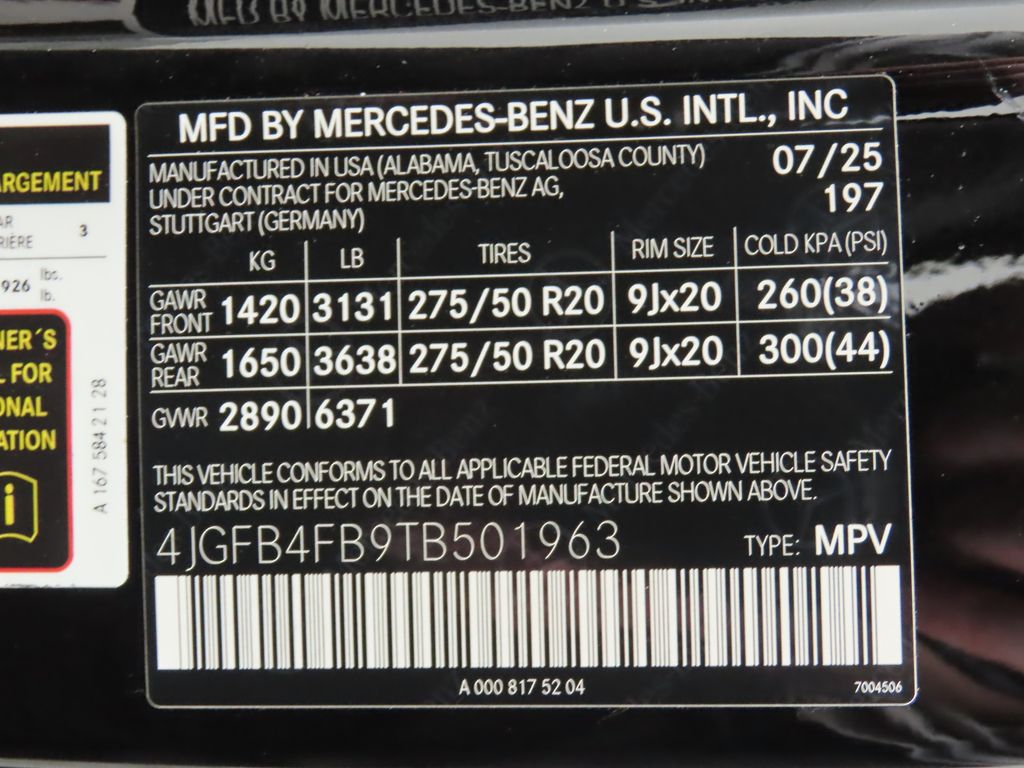 MFD BY MERCEDES-BENZ U.S. INTL., INC
MANUFACTURED IN USA (ALABAMA, TUSCALOOSA COUNTY) 07/25
UNDER CONTRACT FOR MERCEDES-BENZ AG, 197
STUTTGART (GERMANY)
KG LB TIRES RIM SIZE COLD KPA (PSI)
GAWR FRONT 1420 3131 275/50 R20 9Jx20 260(38)
GAWR REAR 1650 3638 275/50 R20 9Jx20 300(44)
GVWR 2890 6371
THIS VEHICLE CONFORMS TO ALL APPLICABLE FEDERAL MOTOR VEHICLE SAFETY
STANDARDS IN EFFECT ON THE DATE OF MANUFACTURE SHOWN ABOVE.
4JGFB4FB9TB501963 TYPE: MPV
A 000 817 52 04 7004506
ARGEMENT
AR
RIÈRE 3
926 lbs.
lb.
NER´S
L FOR
ONAL
ATION
i
A 167 584 21 28